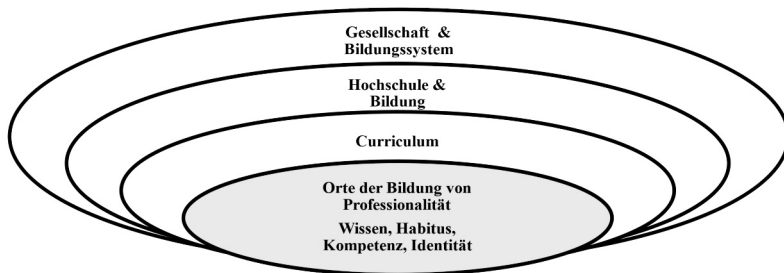 Gesellschaft &
Bildungssystem
Hochschule &
Bildung
Curriculum
Orte der Bildung von
Professionalität
Wissen, Habitus,
Kompetenz, Identität